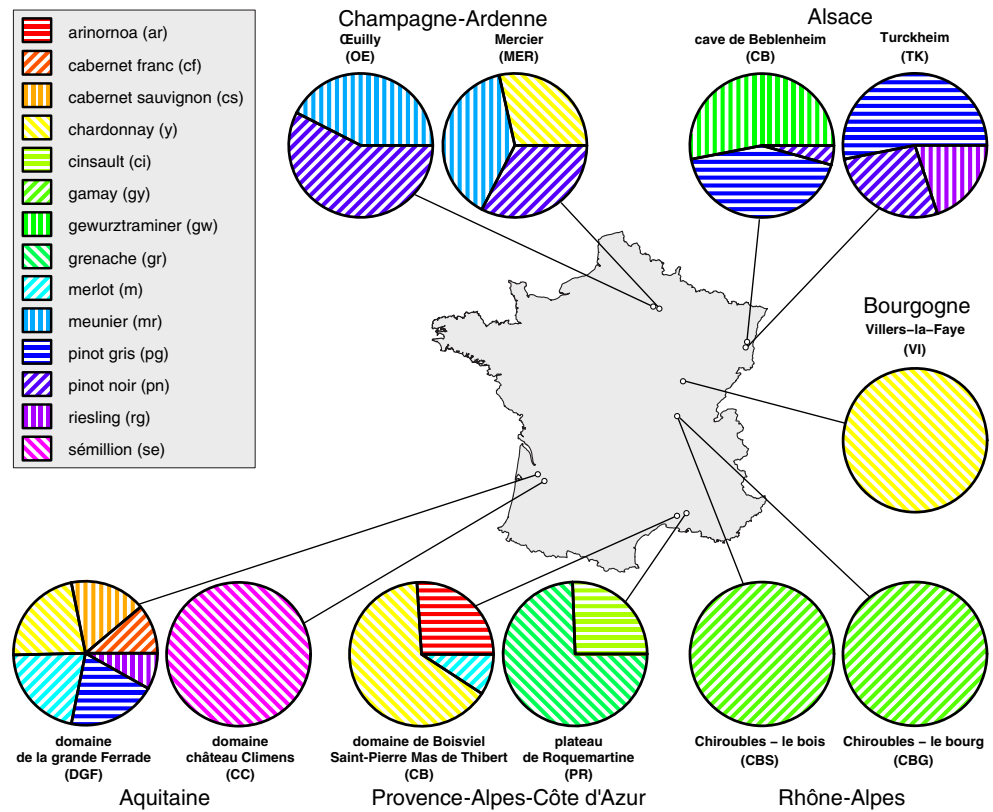 Champagne-Ardenne
Œuilly
(OE)
Mercier
(MER)
Alsace
cave de Beblenheim
(CB)
Turckheim
(TK)
arinornoa (ar)
cabernet franc (cf)
cabernet sauvignon (cs)
chardonnay (y)
cinsault (ci)
gamay (gy)
gewurztraminer (gw)
grenache (gr)
merlot (m)
meunier (mr)
pinot gris (pg)
pinot noir (pn)
riesling (rg)
sémillion (se)
Bourgogne
Villers–la–Faye
(VI)
domaine
de la grande Ferrade
(DGF)
domaine
château Climens
(CC)
Aquitaine
domaine de Boisviel
Saint-Pierre Mas de Thibert
(CB)
plateau
de Roquemartine
(PR)
Provence-Alpes-Côte d'Azur
Chiroubles – le bois
(CBS)
Chiroubles – le bourg
(CBG)
Rhône-Alpes